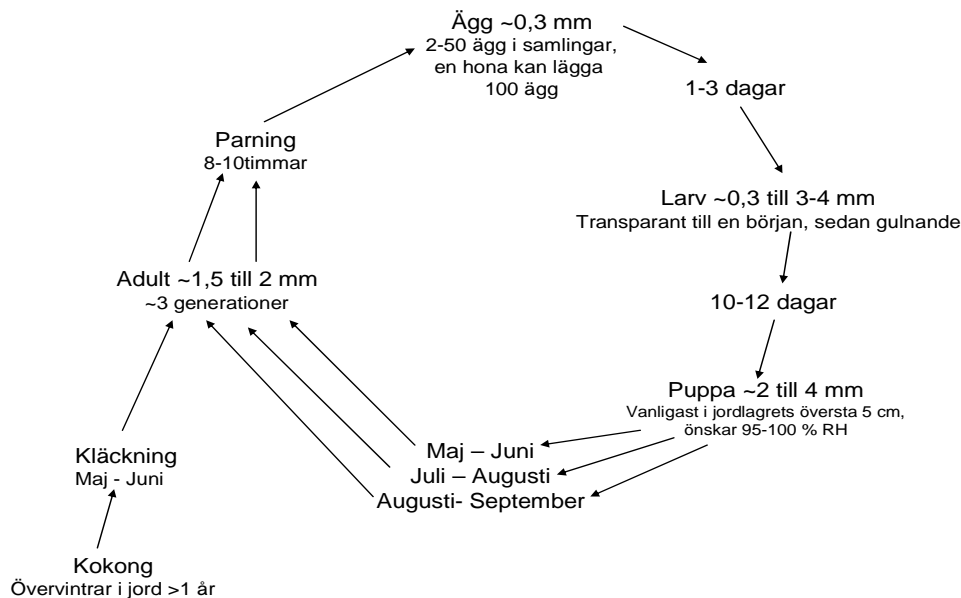 Ägg ~0,3 mm
2-50 ägg i samlingar,
en hona kan lägga
100 ägg
1-3 dagar
Larv ~0,3 till 3-4 mm
Transparant till en början, sedan gulnande
10-12 dagar
Puppa ~2 till 4 mm
Vanligast i jordlagrets översta 5 cm,
önskar 95-100 % RH
Maj – Juni
Juli – Augusti
Augusti- September
Parning
8-10timmar
Adult ~1,5 till 2 mm
~3 generationer
Kläckning
Maj - Juni
Kokong
Övervintrar i jord >1 år